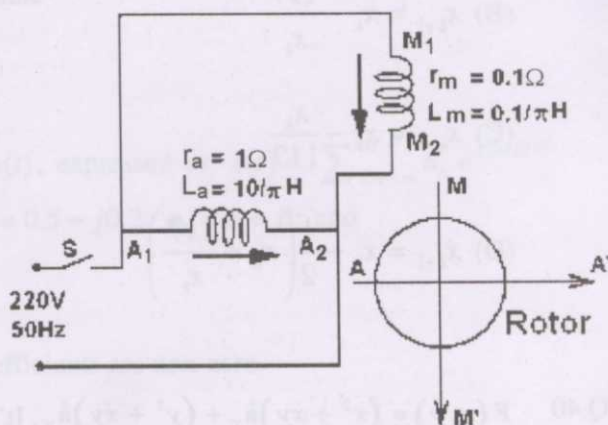 M1
rm = 0.1Ω
Lm = 0.1/πH
M2
ra = 1Ω
La = 10/πH
S
A1
A2
220V
50Hz
M
A
A'
Rotor
M'